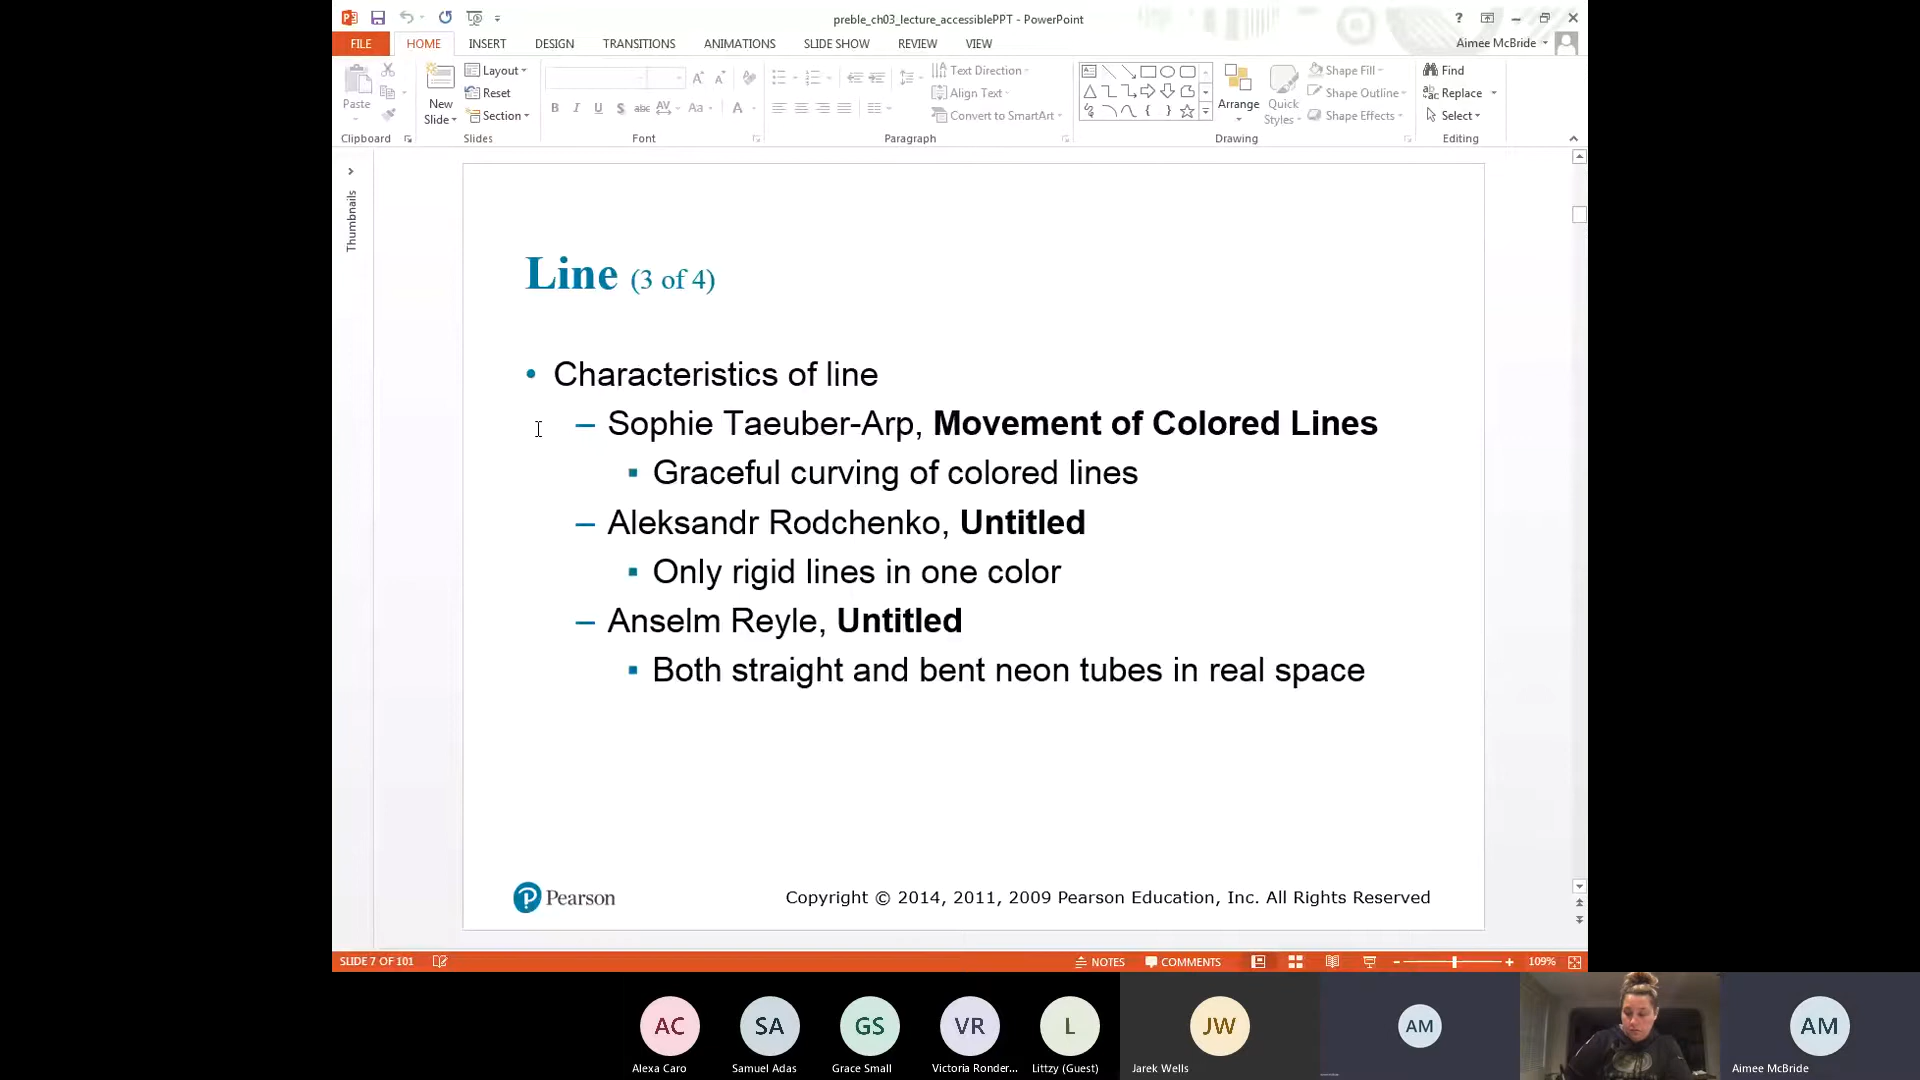 preble_ch03_lecture_accessiblePPT - PowerPoint
?
FILE HOME INSERT DESIGN TRANSITIONS ANIMATIONS SLIDE SHOW REVIEW VIEW
Aimee McBride
Paste
Clipboard
New
Slide
Layout
Reset
Section
Slides
B I U S abc AV Aa A
Font
Text Direction
Align Text
Convert to SmartArt
Paragraph
Arrange
Quick
Styles
Shape Fill
Shape Outline
Shape Effects
Drawing
Find
Replace
Select
Editing
Thumbnails
Line (3 of 4)
• Characteristics of line
– Sophie Taeuber-Arp, Movement of Colored Lines
▪ Graceful curving of colored lines
– Aleksandr Rodchenko, Untitled
▪ Only rigid lines in one color
– Anselm Reyle, Untitled
▪ Both straight and bent neon tubes in real space
P Pearson
Copyright © 2014, 2011, 2009 Pearson Education, Inc. All Rights Reserved
SLIDE 7 OF 101
NOTES COMMENTS
109%
AC SA GS VR L JW AM AM
Alexa Caro Samuel Adas Grace Small Victoria Ronder... Littzy (Guest) Jarek Wells Aimee McBride